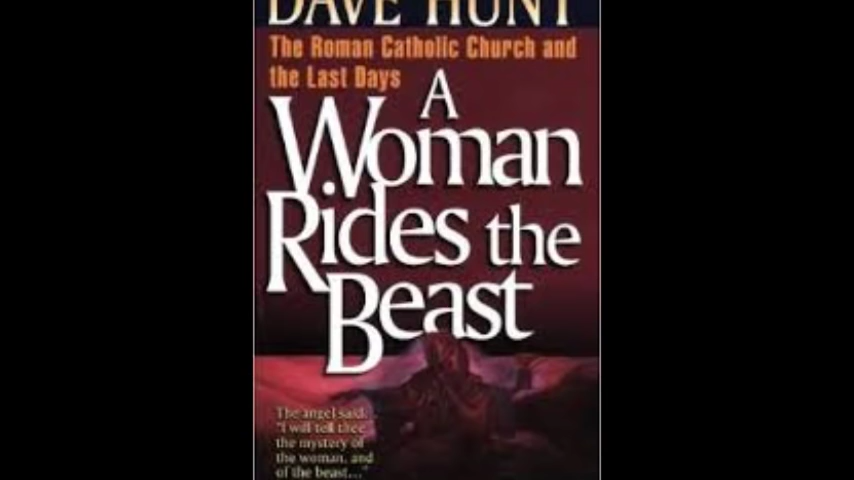 DAVE HUNT
The Roman Catholic Church and
the Last Days
A
Woman
Rides the
Beast
The angel said...
"I will tell thee
the mystery of
the woman, and
of the beast..."